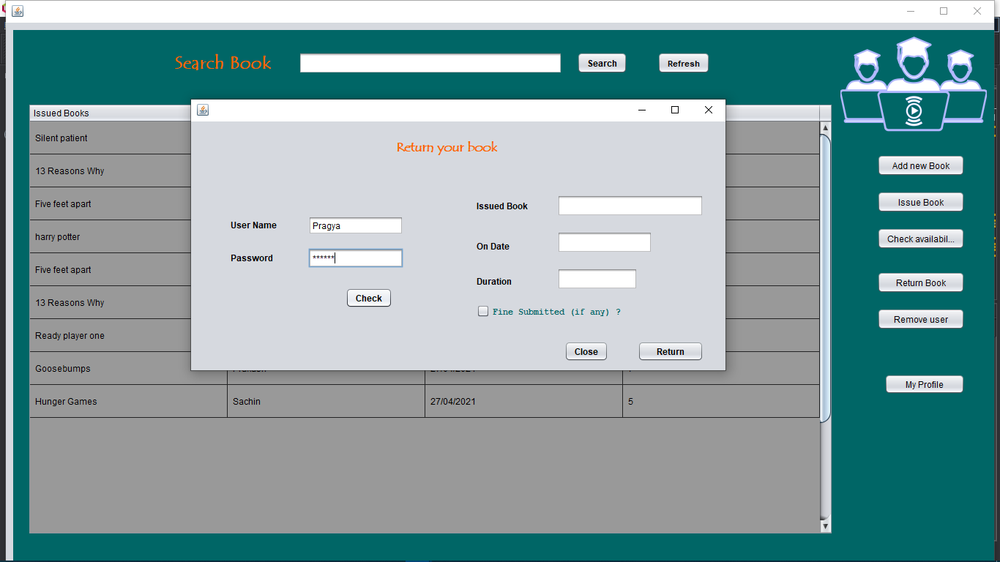 Search Book
Search
Refresh
Issued Books
Silent patient
13 Reasons Why
Five feet apart
harry potter
Five feet apart
13 Reasons Why
Ready player one
Goosebumps
Hunger Games Sachin 27/04/2021 5
Return your book
User Name Pragya
Password ******
Check
Issued Book
On Date
Duration
Fine Submitted (if any) ?
Close
Return
Add new Book
Issue Book
Check availabil...
Return Book
Remove user
My Profile